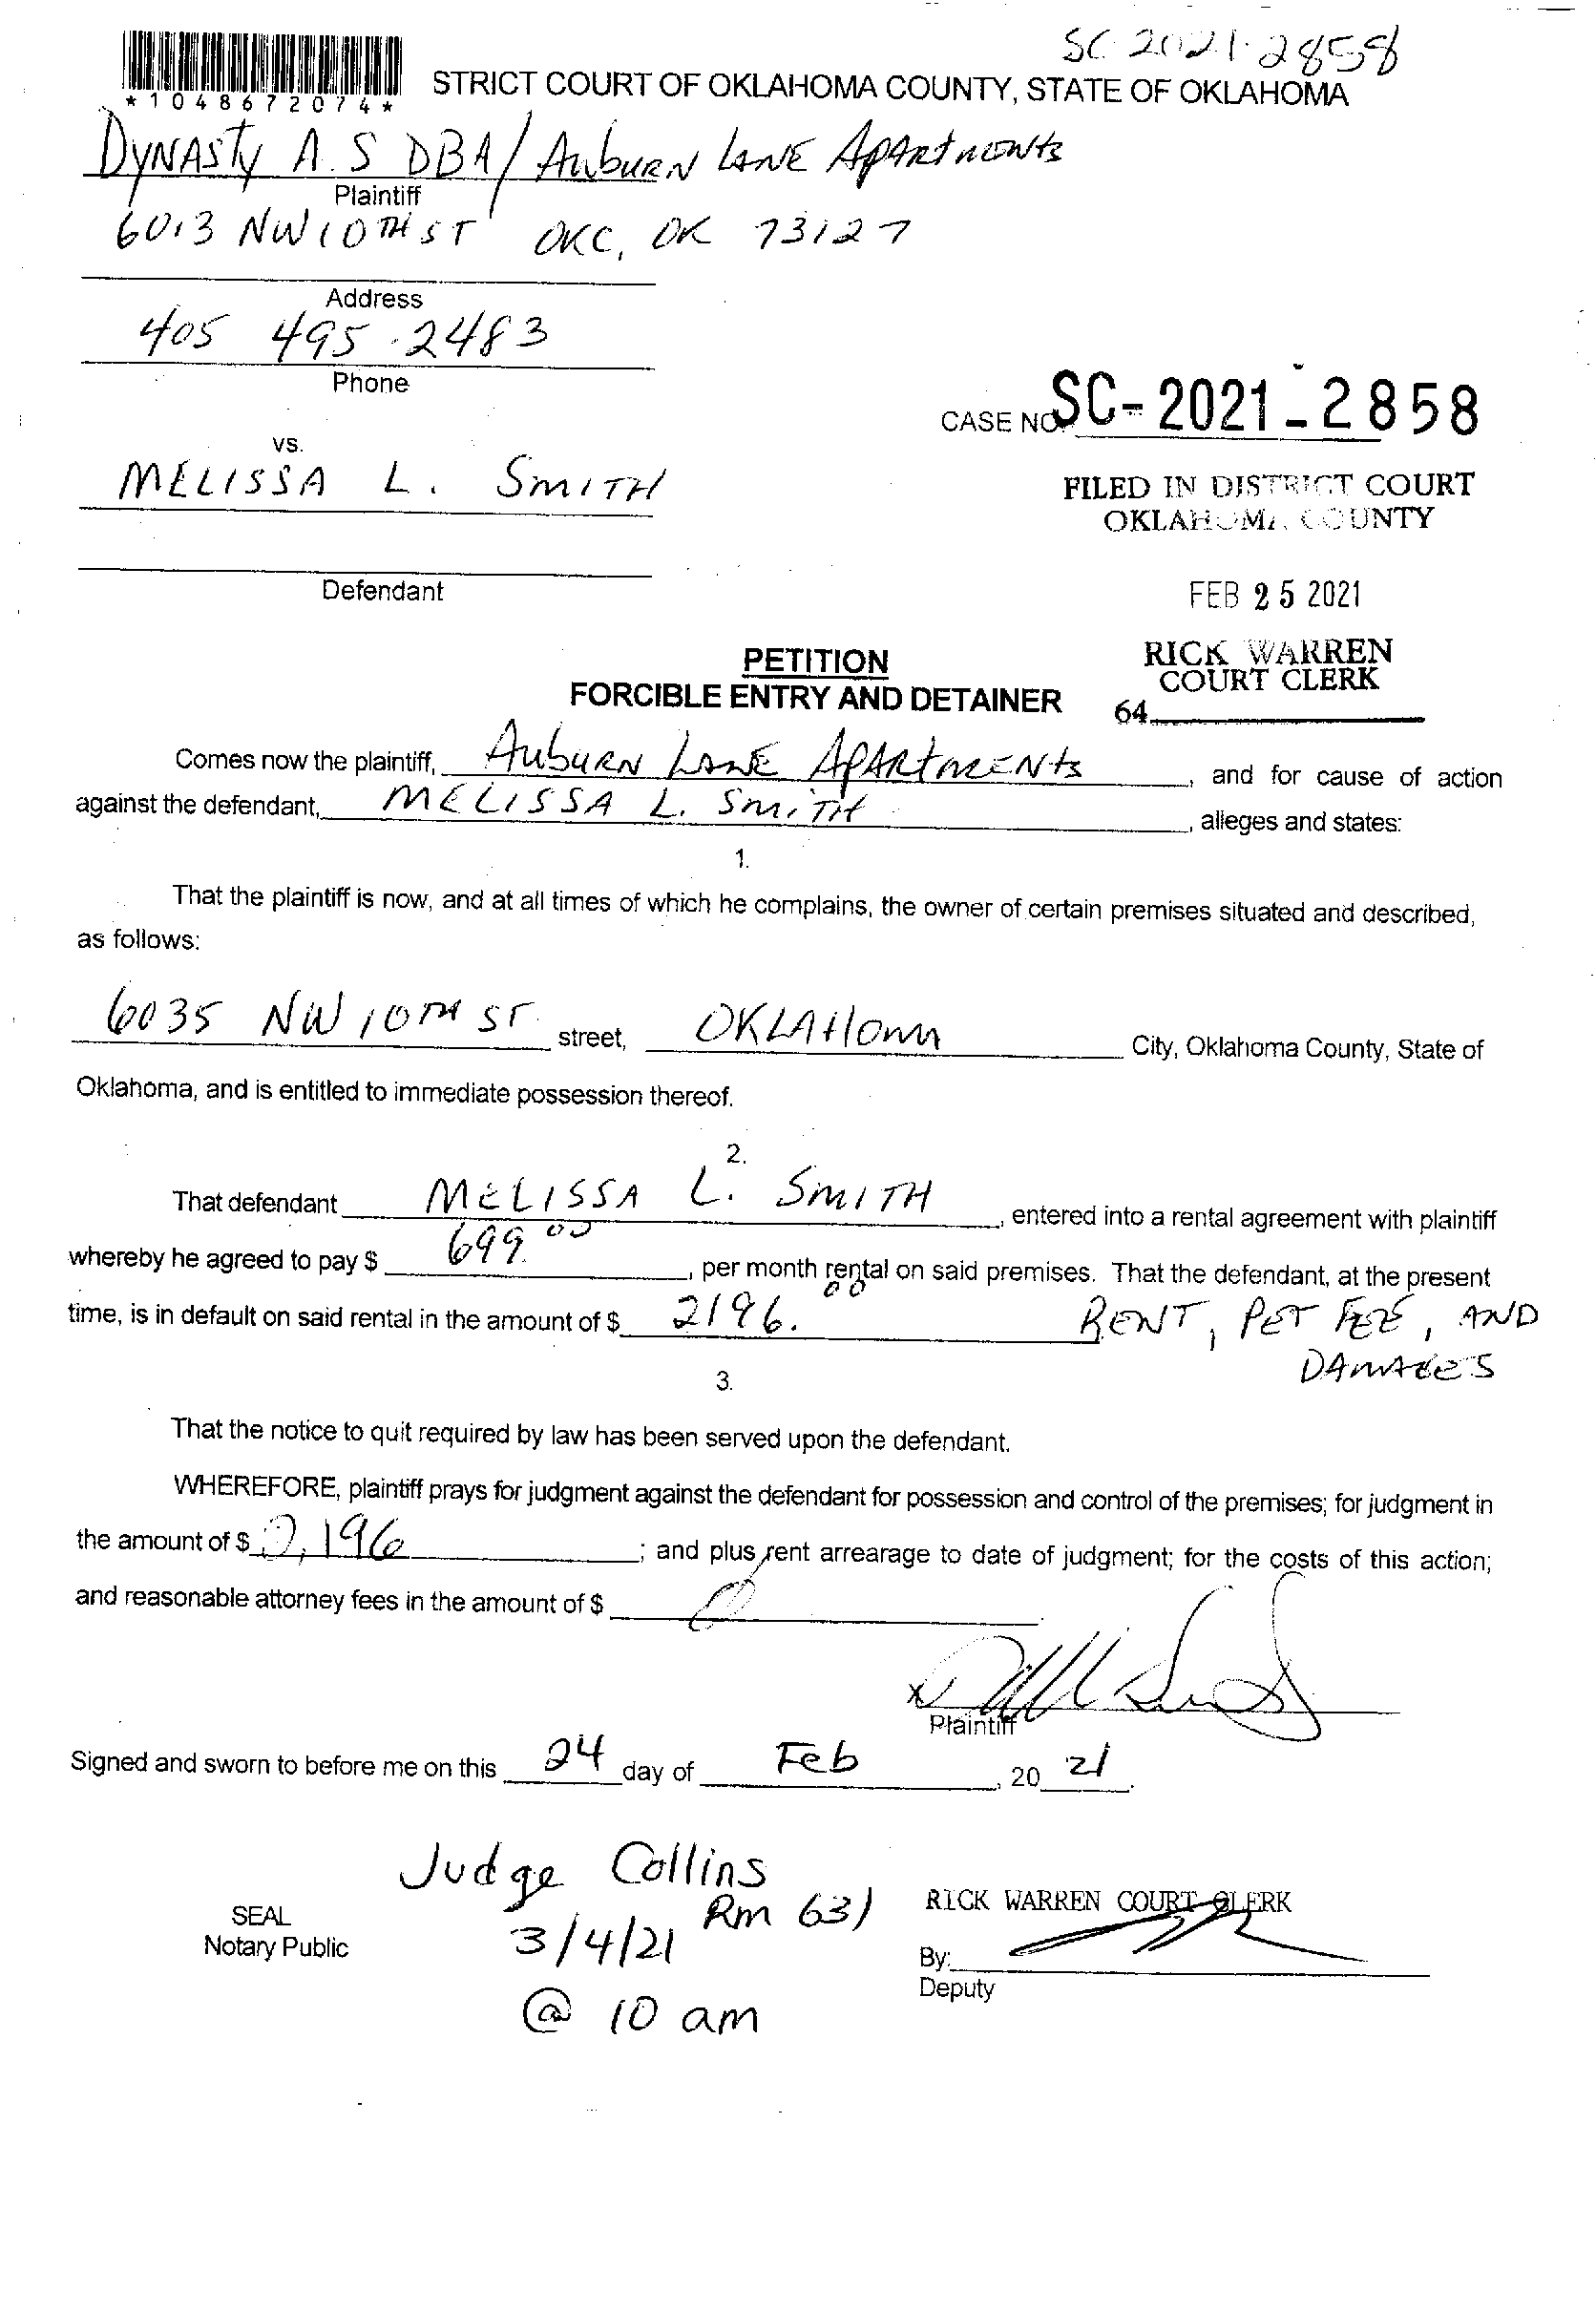 SC 2021-2858
*1048672074*
STRICT COURT OF OKLAHOMA COUNTY, STATE OF OKLAHOMA
DYNASTY A.S DBA/ AuburN LANE APARTMENTS
Plaintiff
6013 NW 10TH ST OKC, OK 73127
Address
405 495-2483
Phone
CASE NO. SC-2021-2858
vs.
MELISSA L. SMITH
FILED IN DISTRICT COURT
OKLAHOMA COUNTY
Defendant
FEB 25 2021
PETITION
RICK WARREN
COURT CLERK
FORCIBLE ENTRY AND DETAINER
64
Comes now the plaintiff, AubuRN LANE APARtMENts, and for cause of action
against the defendant, MELISSA L. SMITH, alleges and states:
1.
That the plaintiff is now, and at all times of which he complains, the owner of certain premises situated and described,
as follows:
6035 NW 10TH ST. street, OKLAHOMA City, Oklahoma County, State of
Oklahoma, and is entitled to immediate possession thereof.
2.
That defendant MELISSA L. SMITH, entered into a rental agreement with plaintiff
whereby he agreed to pay $ 699.00, per month rental on said premises. That the defendant, at the present
time, is in default on said rental in the amount of $ 2196.00 RENT, PET FEE, AND
DAMAGES
3.
That the notice to quit required by law has been served upon the defendant.
WHEREFORE, plaintiff prays for judgment against the defendant for possession and control of the premises; for judgment in
the amount of $ 2,196; and plus rent arrearage to date of judgment; for the costs of this action;
and reasonable attorney fees in the amount of $ 0
x
Plaintiff
Signed and sworn to before me on this 24 day of Feb, 20 21.
Judge Collins
Rm 631
SEAL
Notary Public
3/4/21
@ 10 am
RICK WARREN COURT CLERK
By:
Deputy